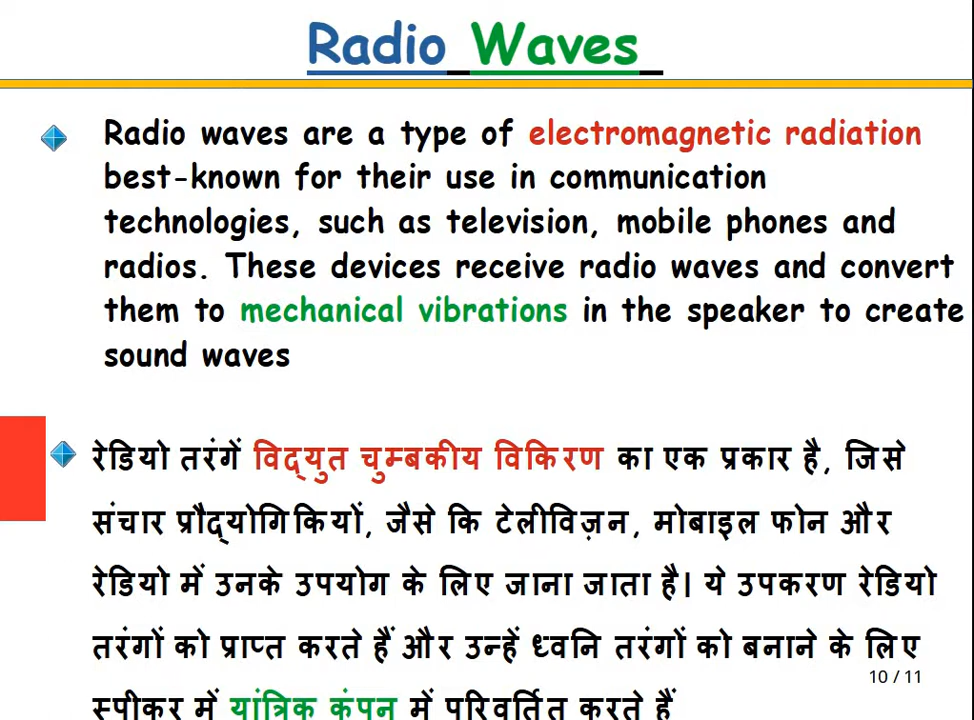 Radio Waves
Radio waves are a type of electromagnetic radiation
best-known for their use in communication
technologies, such as television, mobile phones and
radios. These devices receive radio waves and convert
them to mechanical vibrations in the speaker to create
sound waves
रेडियो तरंगें विद्युत चुम्बकीय विकिरण का एक प्रकार है, जिसे
संचार प्रौद्योगिकियों, जैसे कि टेलीविज़न, मोबाइल फोन और
रेडियो में उनके उपयोग के लिए जाना जाता है। ये उपकरण रेडियो
तरंगों को प्राप्त करते हैं और उन्हें ध्वनि तरंगों को बनाने के लिए
10 / 11
स्पीकर में यांत्रिक कंपन में परिवर्तित करते हैं